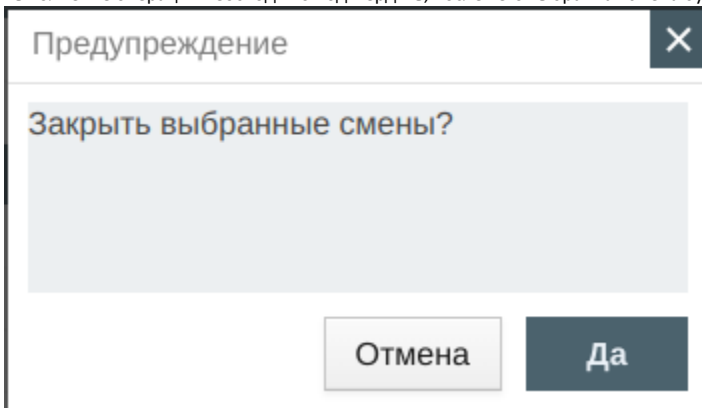 Предупреждение
Закрыть выбранные смены?
Отмена
Да